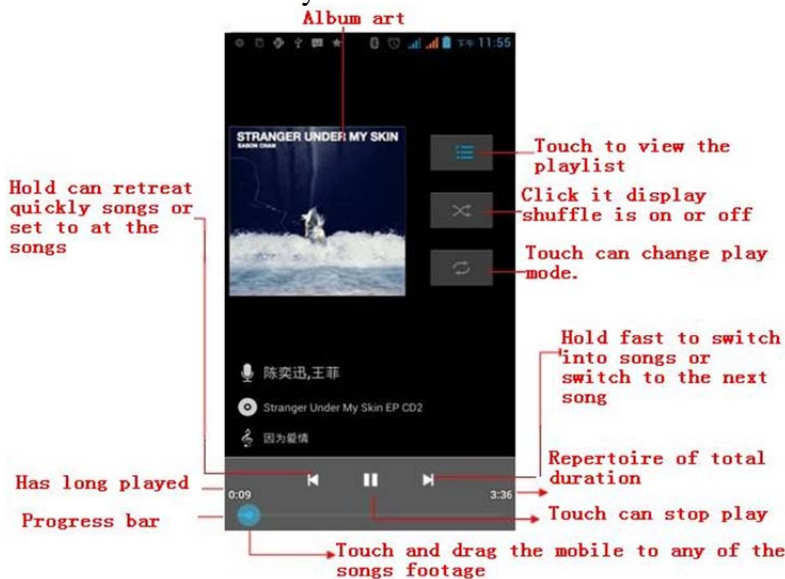 Album art
下午 11:55
STRANGER UNDER MY SKIN
EASON CHAN
Touch to view the
playlist
Click it display
shuffle is on or off
Touch can change play
mode.
Hold can retreat
quickly songs or
set to at the
songs
Hold fast to switch
into songs or
switch to the next
song
陈奕迅,王菲
Stranger Under My Skin EP CD2
因为爱情
Repertoire of total
duration
Has long played
0:09
3:36
Progress bar
Touch can stop play
Touch and drag the mobile to any of the
songs footage